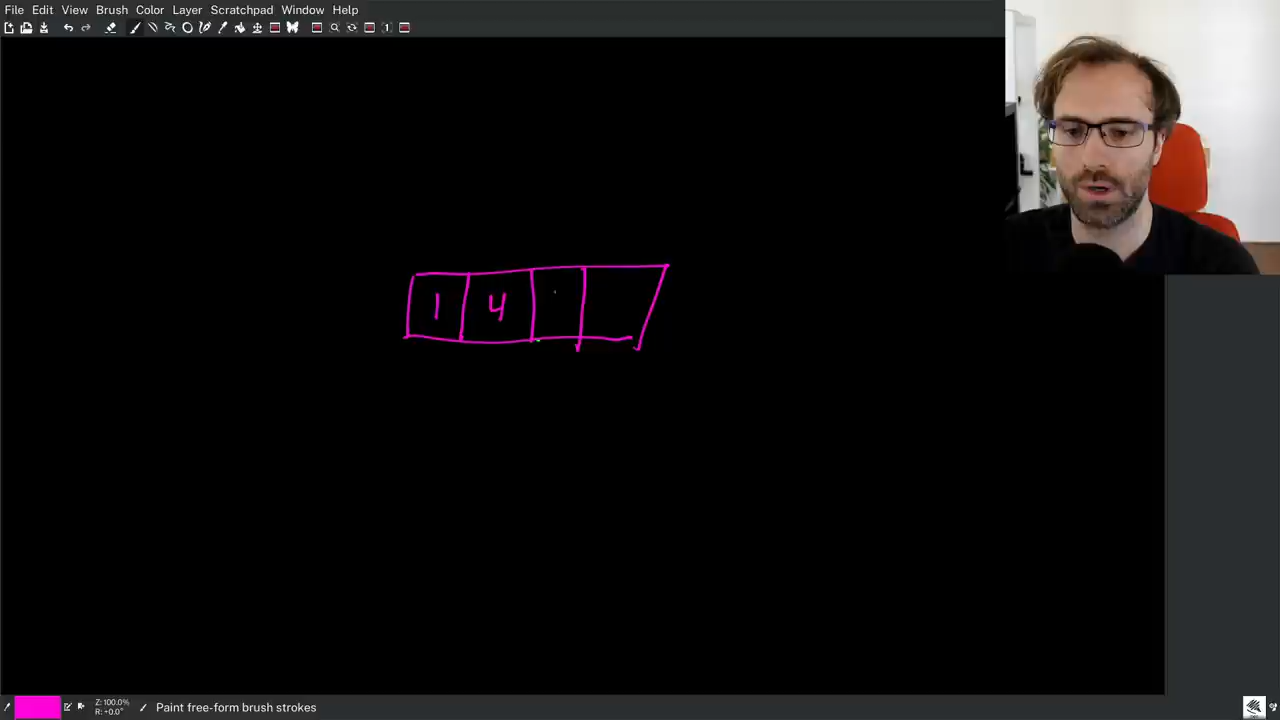 File Edit View Brush Color Layer Scratchpad Window Help
1 4
Z: 100.0%
R: +0.0°
Paint free-form brush strokes